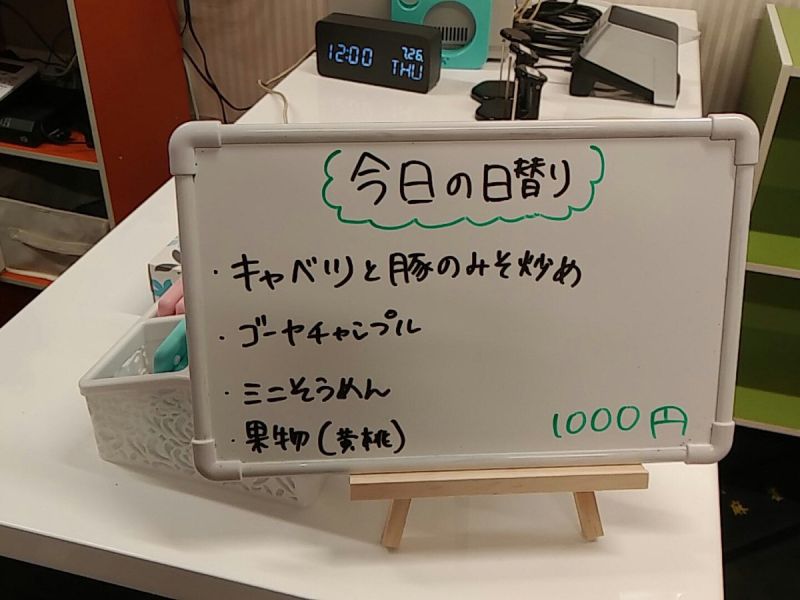 12:00 7.26.
THU
今日の日替り
・キャベツと豚のみそ炒め
・ゴーヤチャンプル
・ミニそうめん
・果物(黄桃)
1000円